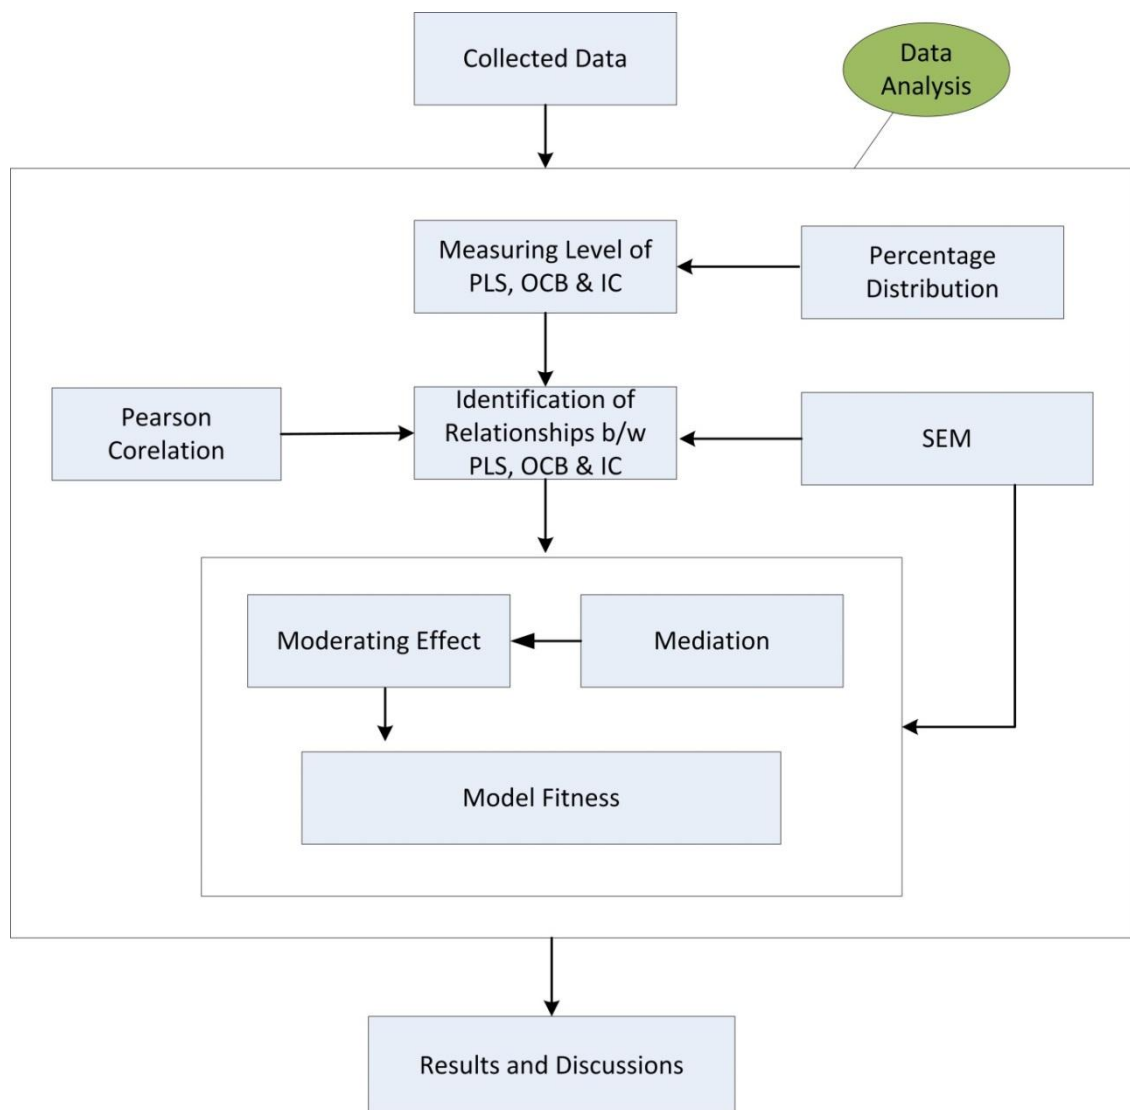 Collected Data
Data
Analysis
Measuring Level of
PLS, OCB & IC
Percentage
Distribution
Pearson
Corelation
Identification of
Relationships b/w
PLS, OCB & IC
SEM
Moderating Effect
Mediation
Model Fitness
Results and Discussions